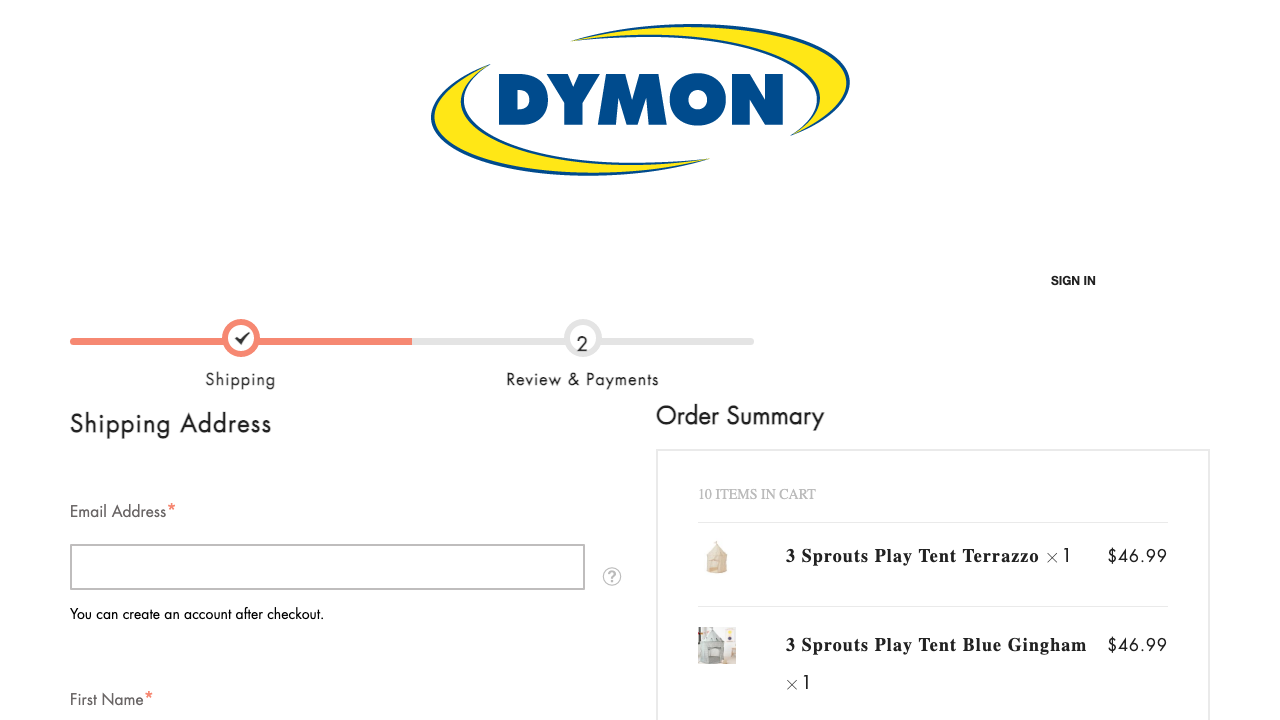 DYMON
SIGN IN
2
Shipping
Review & Payments
Shipping Address
Email Address*
You can create an account after checkout.
First Name*
Order Summary
10 ITEMS IN CART
3 Sprouts Play Tent Terrazzo × 1 $46.99
3 Sprouts Play Tent Blue Gingham $46.99
× 1